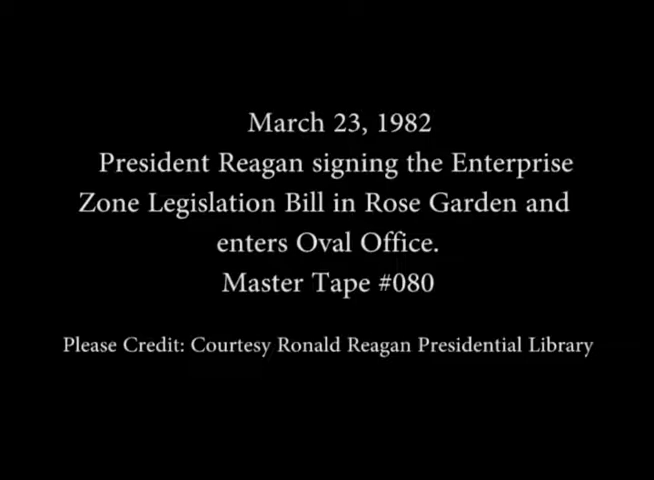 March 23, 1982
President Reagan signing the Enterprise
Zone Legislation Bill in Rose Garden and
enters Oval Office.
Master Tape #080
Please Credit: Courtesy Ronald Reagan Presidential Library